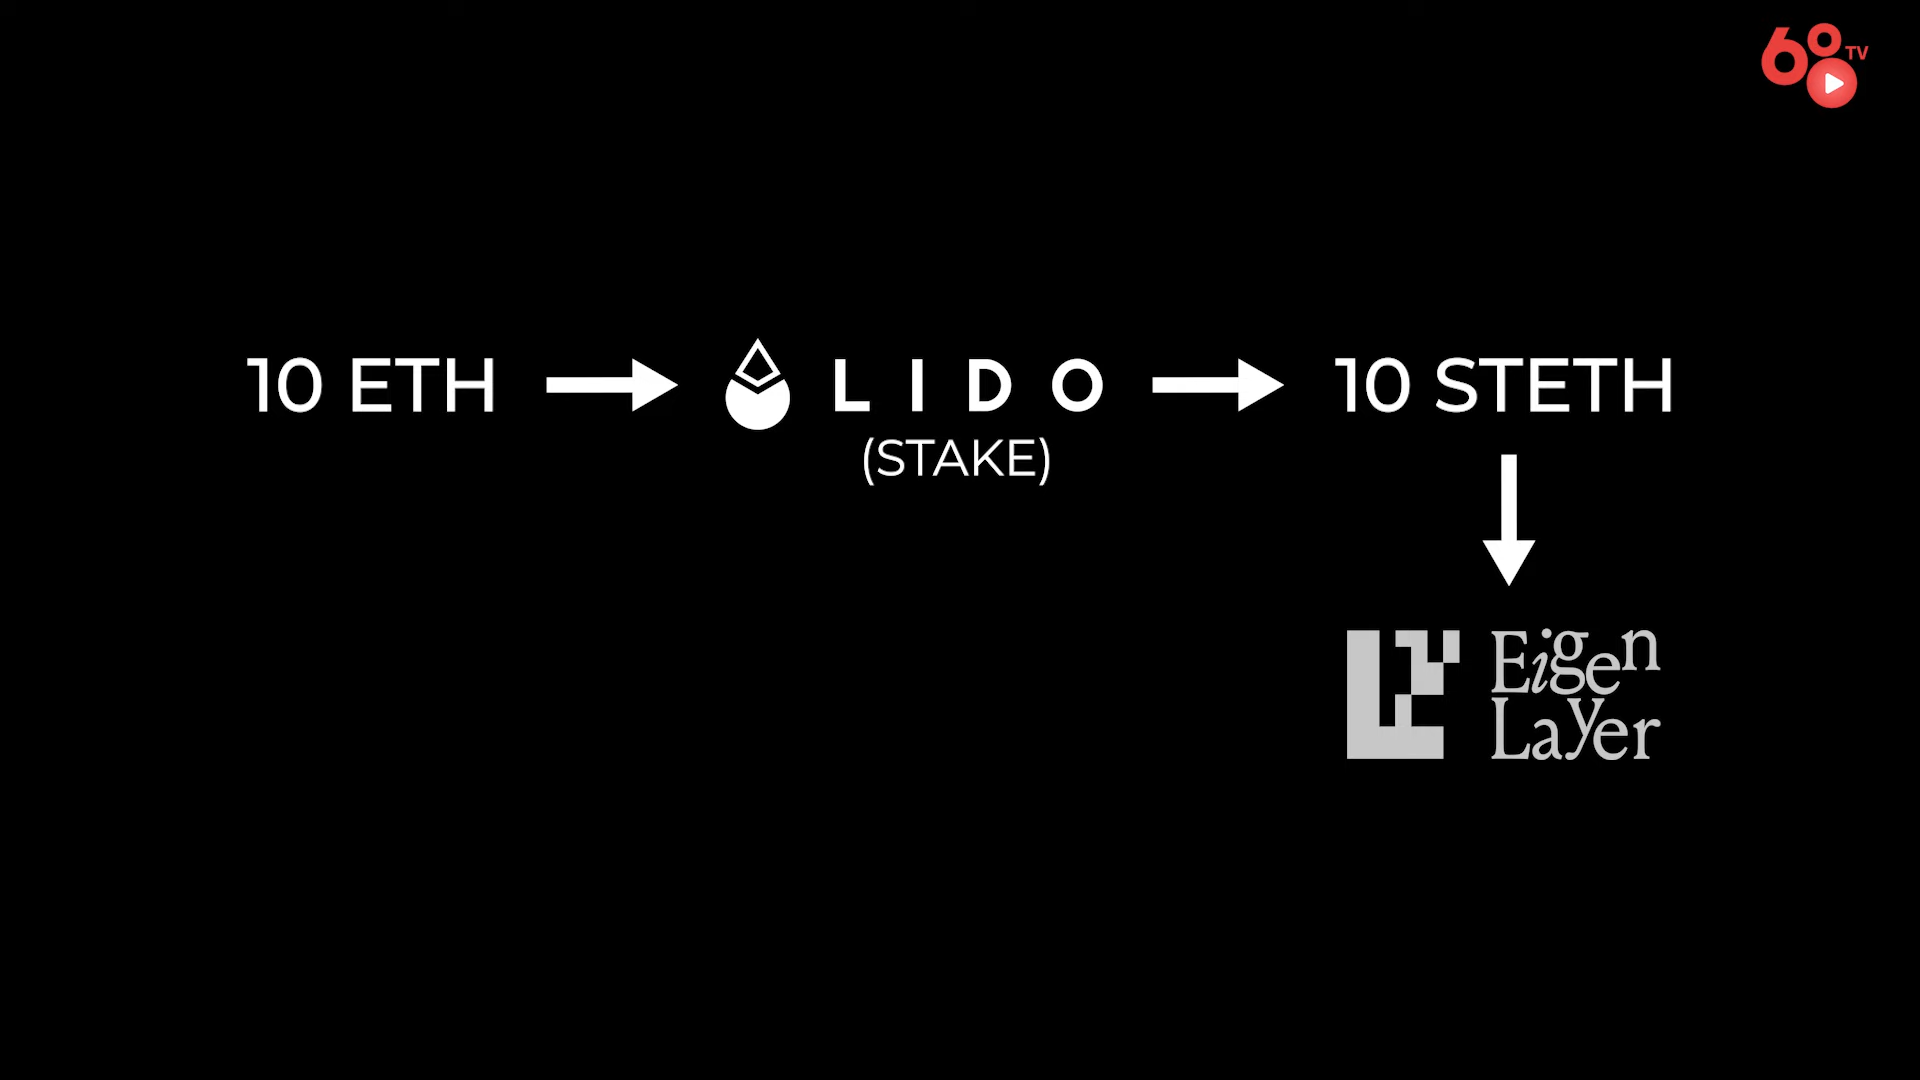 68 TV
10 ETH
LIDO
10 STETH
(STAKE)
Eigen
Layer